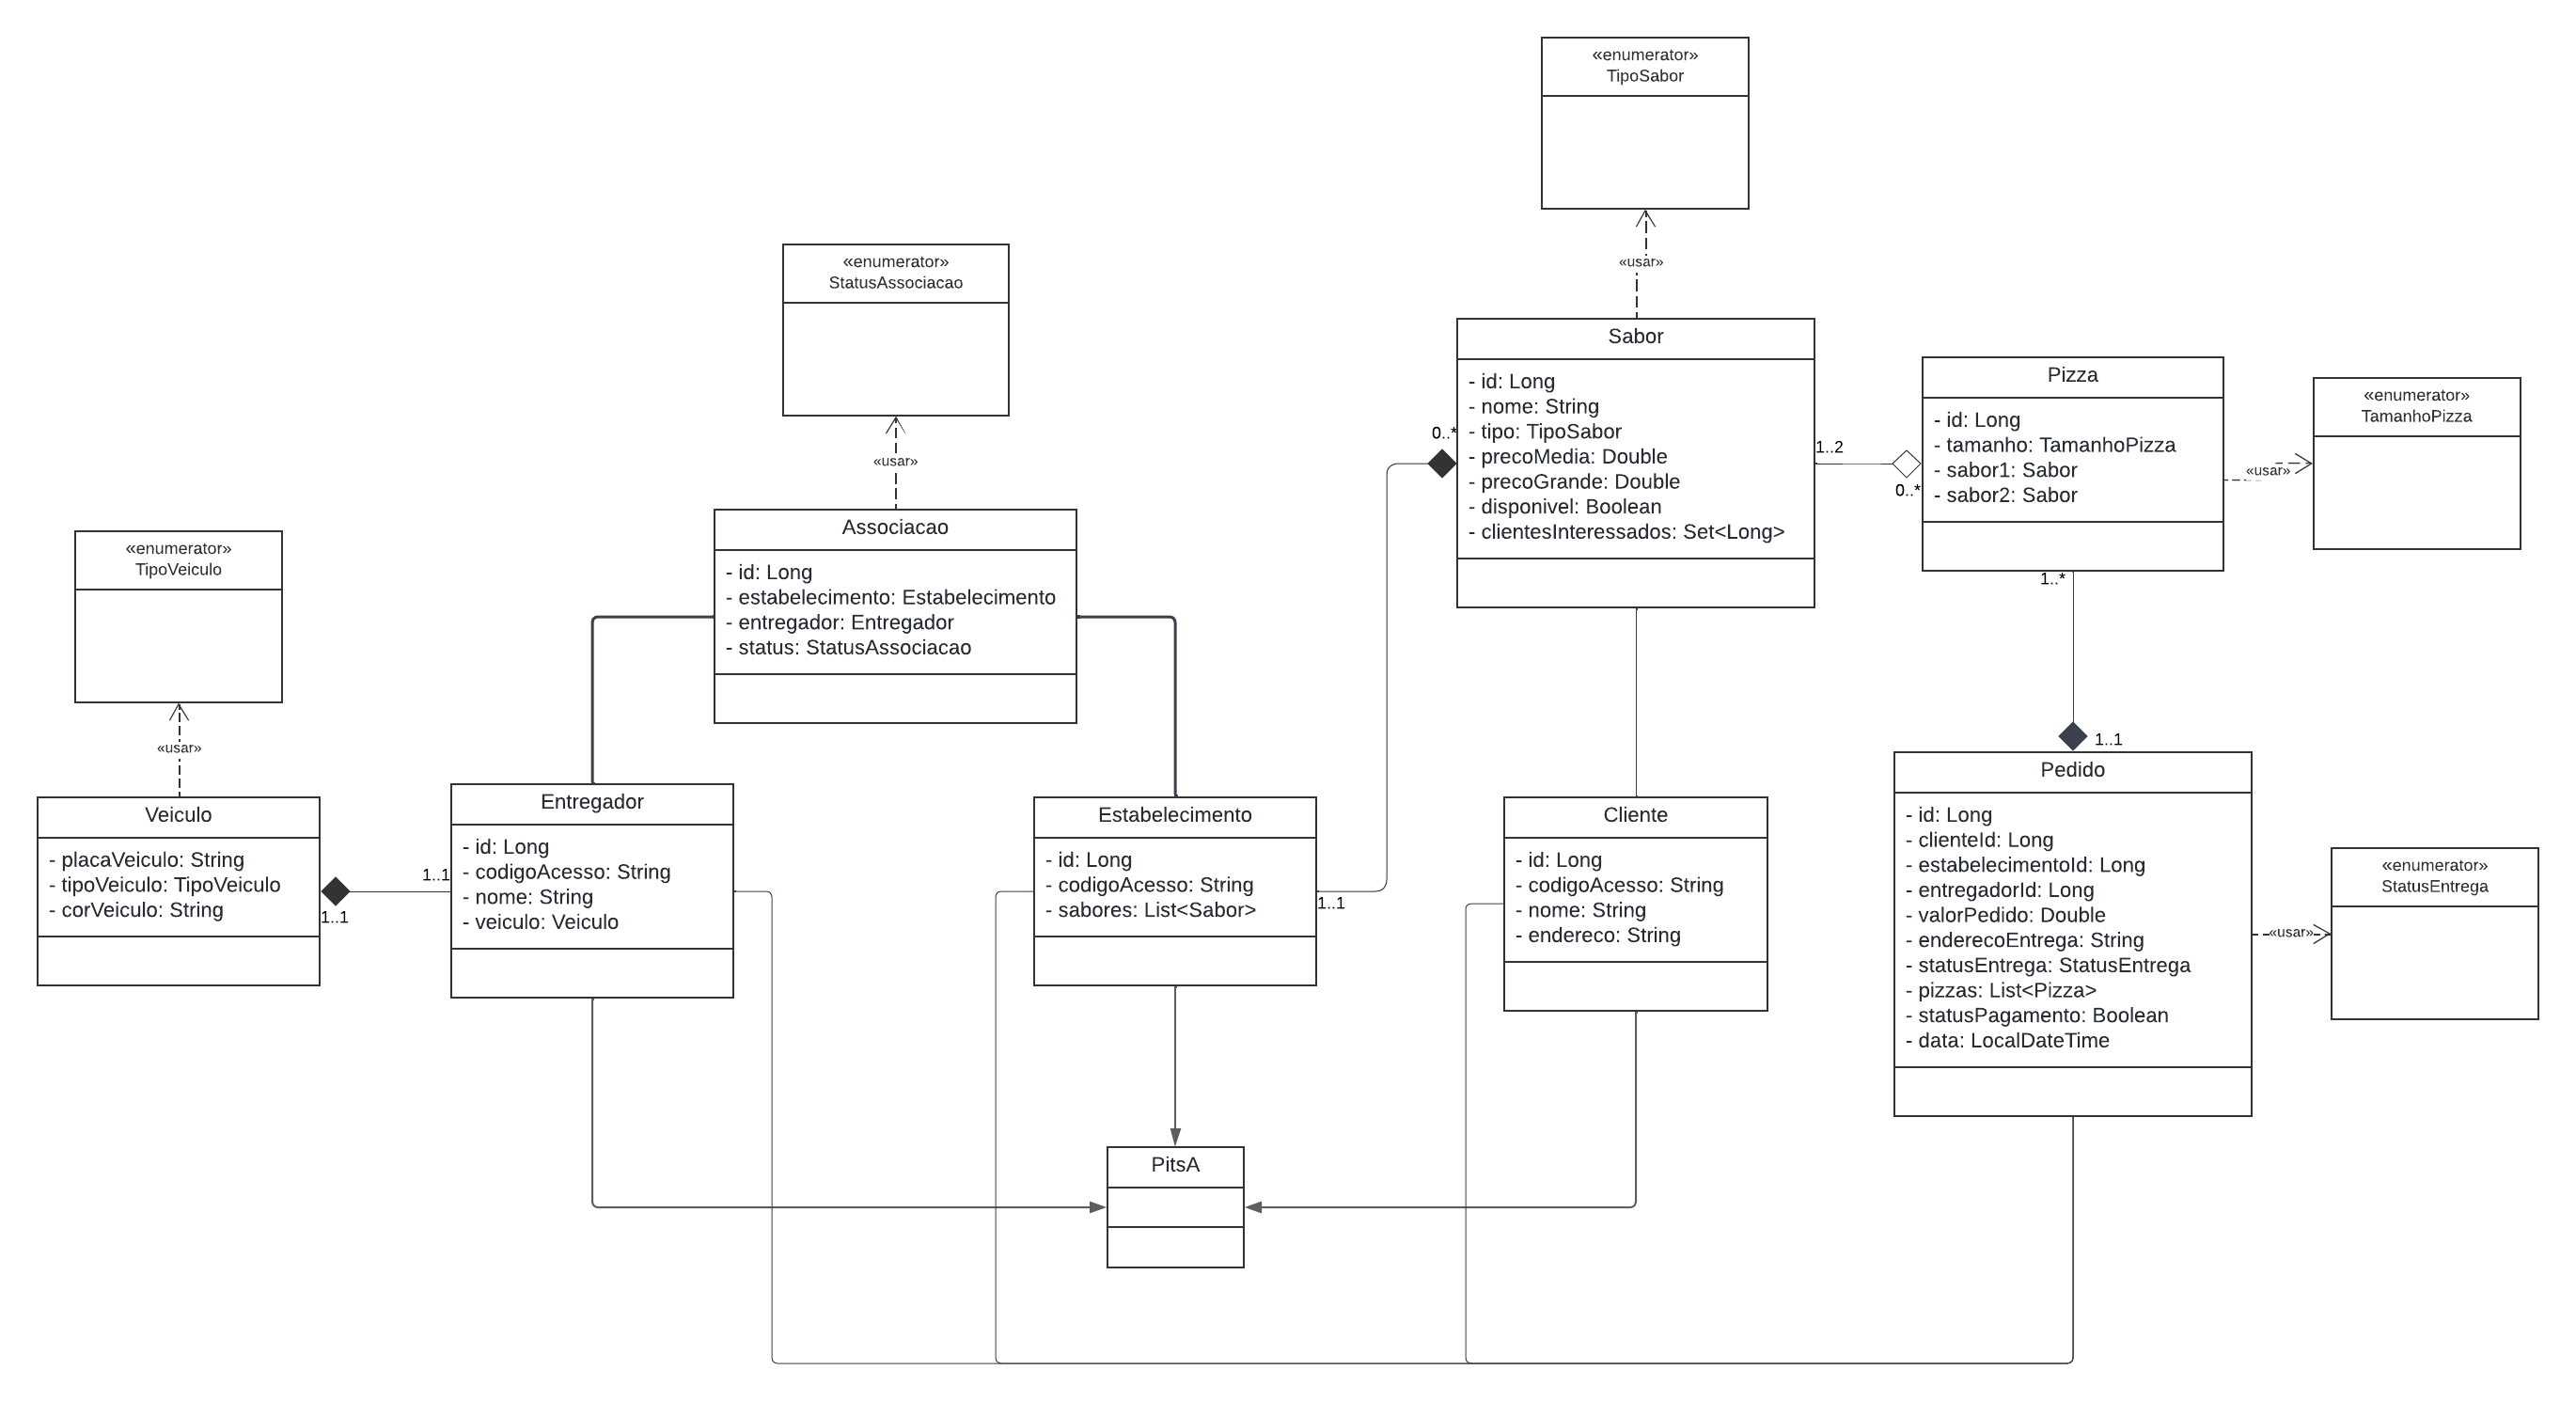 «enumerator»
TipoSabor
«usar»
«enumerator»
StatusAssociacao
«usar»
Sabor
- id: Long
- nome: String
- tipo: TipoSabor
- precoMedia: Double
- precoGrande: Double
- disponivel: Boolean
- clientesInteressados: Set<Long>
0..*
1..2
0..*
Pizza
- id: Long
- tamanho: TamanhoPizza
- sabor1: Sabor
- sabor2: Sabor
1..*
«usar»
«enumerator»
TamanhoPizza
Associacao
- id: Long
- estabelecimento: Estabelecimento
- entregador: Entregador
- status: StatusAssociacao
«enumerator»
TipoVeiculo
«usar»
Veiculo
- placaVeiculo: String
- tipoVeiculo: TipoVeiculo
- corVeiculo: String
1..1
1..1
Entregador
- id: Long
- codigoAcesso: String
- nome: String
- veiculo: Veiculo
Estabelecimento
- id: Long
- codigoAcesso: String
- sabores: List<Sabor>
1..1
Cliente
- id: Long
- codigoAcesso: String
- nome: String
- endereco: String
1..1
Pedido
- id: Long
- clienteId: Long
- estabelecimentoId: Long
- entregadorId: Long
- valorPedido: Double
- enderecoEntrega: String
- statusEntrega: StatusEntrega
- pizzas: List<Pizza>
- statusPagamento: Boolean
- data: LocalDateTime
«usar»
«enumerator»
StatusEntrega
PitsA